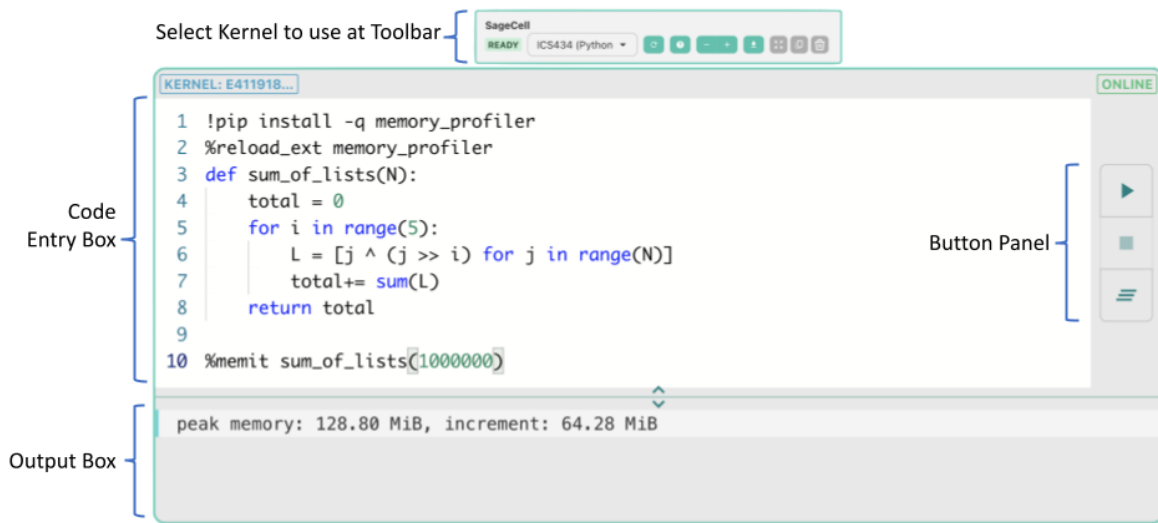 Select Kernel to use at Toolbar
SageCell
READY ICS434 (Python
KERNEL: E411918...
ONLINE
Code
Entry Box
1 !pip install -q memory_profiler
2 %reload_ext memory_profiler
3 def sum_of_lists(N):
4     total = 0
5     for i in range(5):
6         L = [j ^ (j >> i) for j in range(N)]
7         total+= sum(L)
8     return total
9
10 %memit sum_of_lists(1000000)
Button Panel
Output Box
peak memory: 128.80 MiB, increment: 64.28 MiB